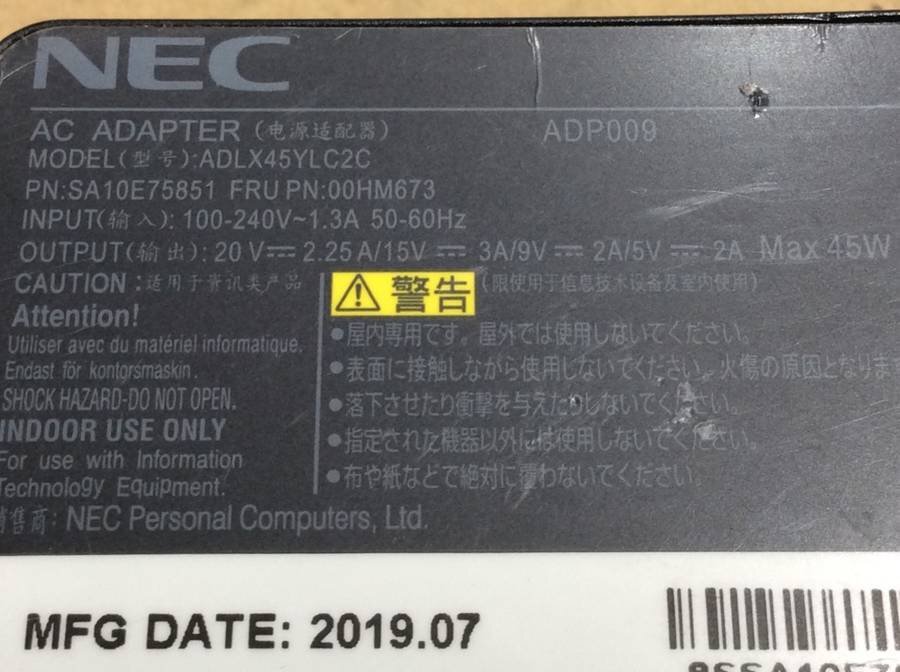 NEC
AC ADAPTER (电源适配器) ADP009
MODEL(型号):ADLX45YLC2C
PN:SA10E75851 FRU PN:00HM673
INPUT(输入): 100-240V~1.3A 50-60Hz
OUTPUT(输出): 20V⎓ 2.25A/15V ⎓ 3A/9V ⎓ 2A/5V ⎓ 2A Max 45W
CAUTION :适用于资讯类产品
⚠警告 (限使用于信息技术设备及室内使用)
Attention!
Utiliser avec du matériel informatique.
Endast för kontorsmaskin.
SHOCK HAZARD-DO NOT OPEN.
INDOOR USE ONLY
For use with Information
Technology Equipment.
●屋内専用です。屋外では使用しないでください。
●表面に接触しながら使用しないでください。火傷の原因となりま
●落下させたり衝撃を与えたりしないでください。
●指定された機器以外には使用しないでください。
●布や紙などで絶対に覆わないでください。
销售商: NEC Personal Computers, Ltd.
MFG DATE: 2019.07